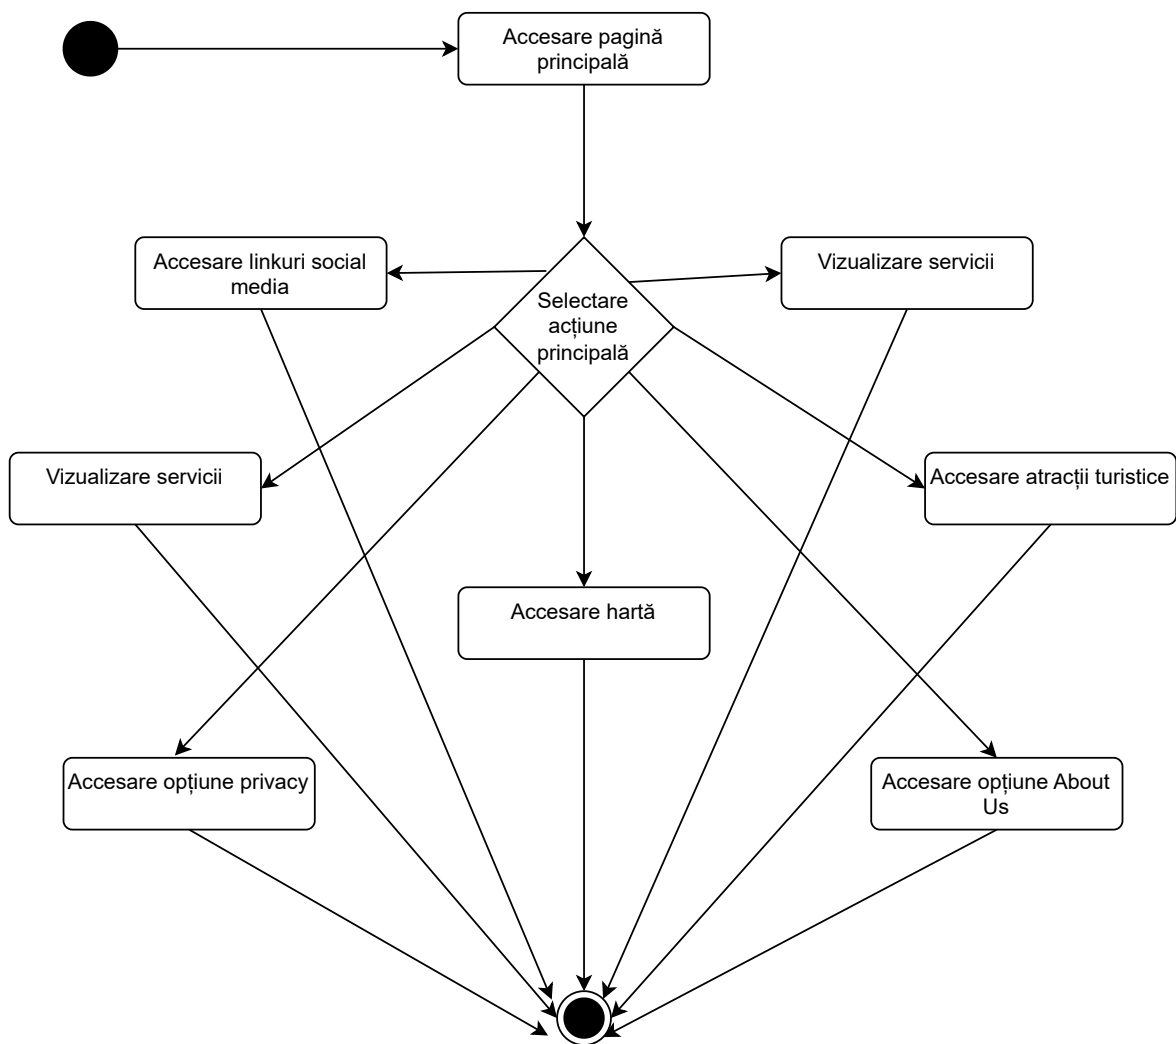 Accesare pagină
principală
Accesare linkuri social
media
Vizualizare servicii
Selectare
acțiune
principală
Vizualizare servicii
Accesare atracții turistice
Accesare hartă
Accesare opțiune privacy
Accesare opțiune About
Us